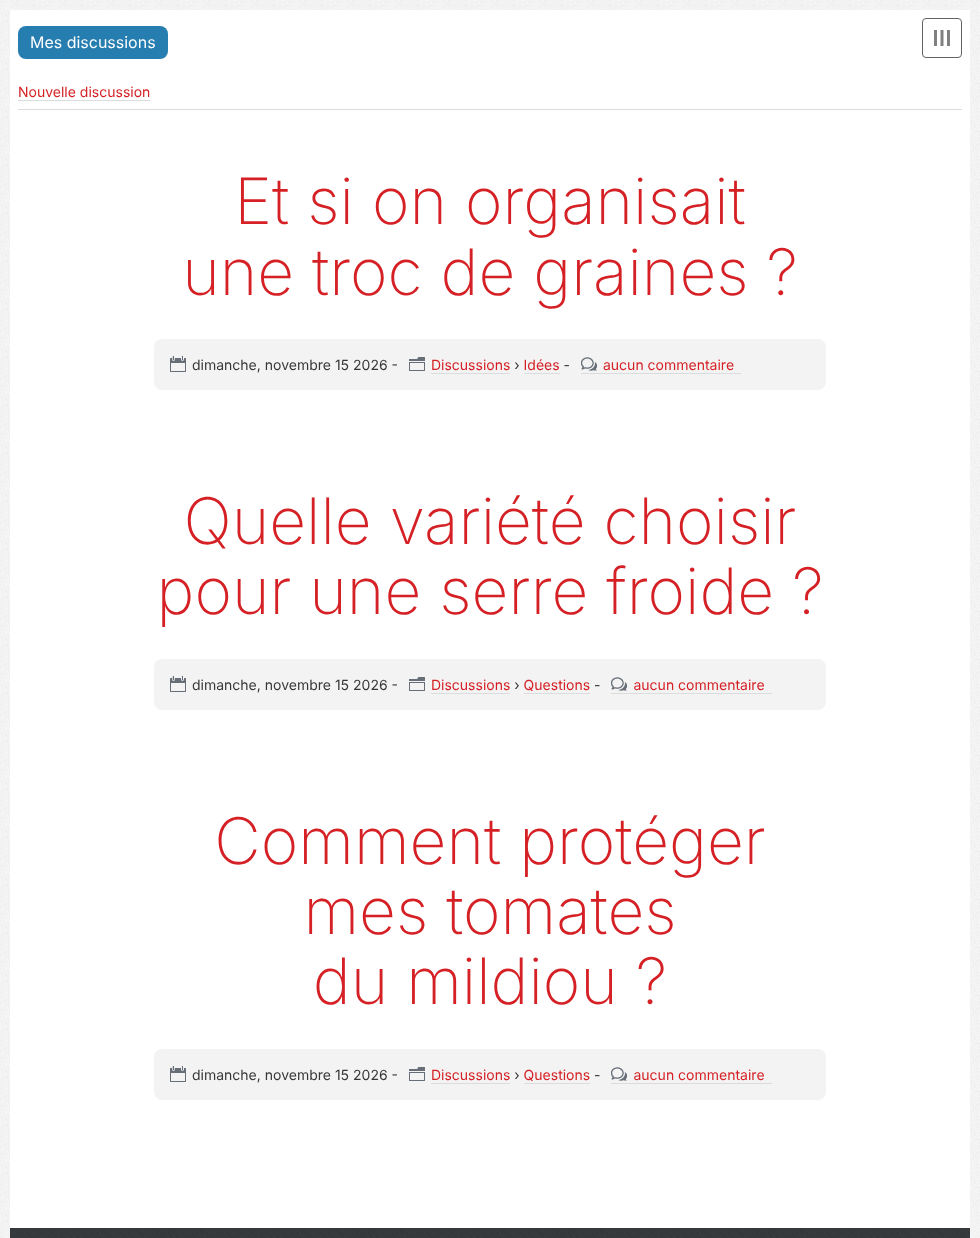 Mes discussions
Nouvelle discussion
Et si on organisait
une troc de graines ?
dimanche, novembre 15 2026 - Discussions › Idées - aucun commentaire
Quelle variété choisir
pour une serre froide ?
dimanche, novembre 15 2026 - Discussions › Questions - aucun commentaire
Comment protéger
mes tomates
du mildiou ?
dimanche, novembre 15 2026 - Discussions › Questions - aucun commentaire